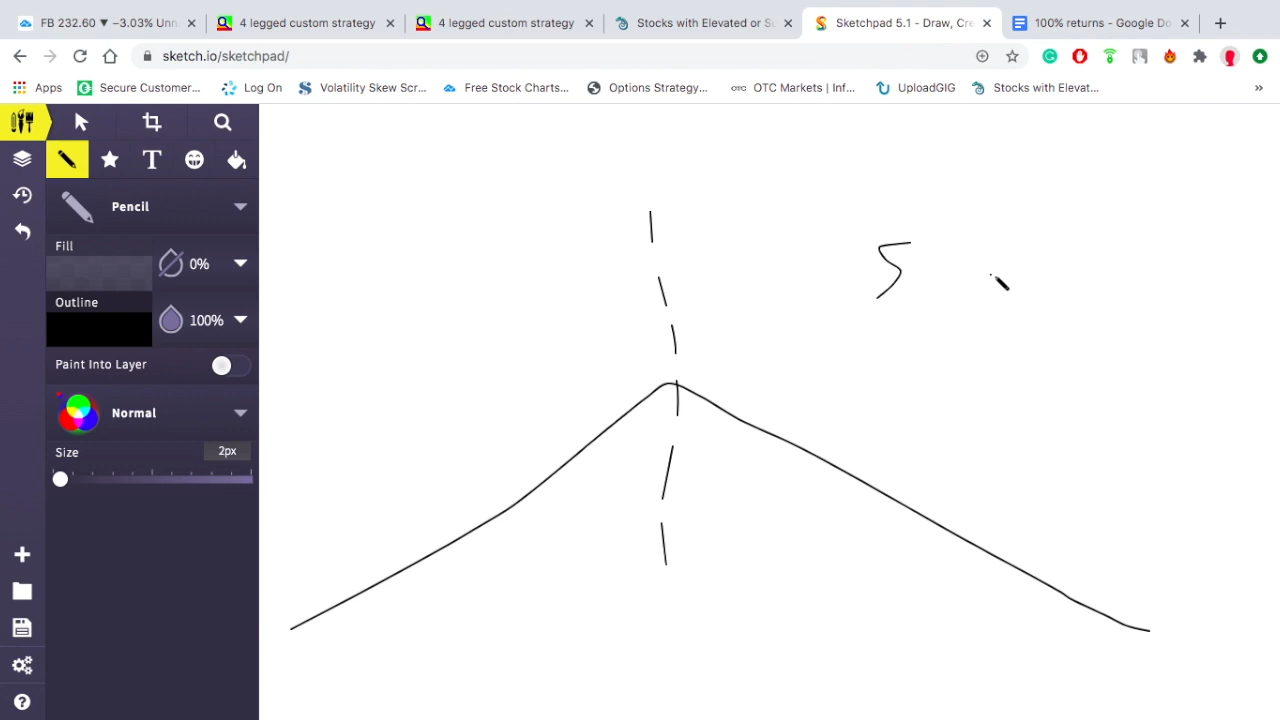 FB 232.60 ▼ −3.03% Unn
4 legged custom strategy
4 legged custom strategy
Stocks with Elevated or Su
Sketchpad 5.1 - Draw, Cre
100% returns - Google Do
sketch.io/sketchpad/
Apps
Secure Customer...
Log On
Volatility Skew Scr...
Free Stock Charts...
Options Strategy...
OTC Markets | Inf...
UploadGIG
Stocks with Elevat...
»
T
Pencil
Fill
0%
Outline
100%
Paint Into Layer
Normal
Size
2px
5